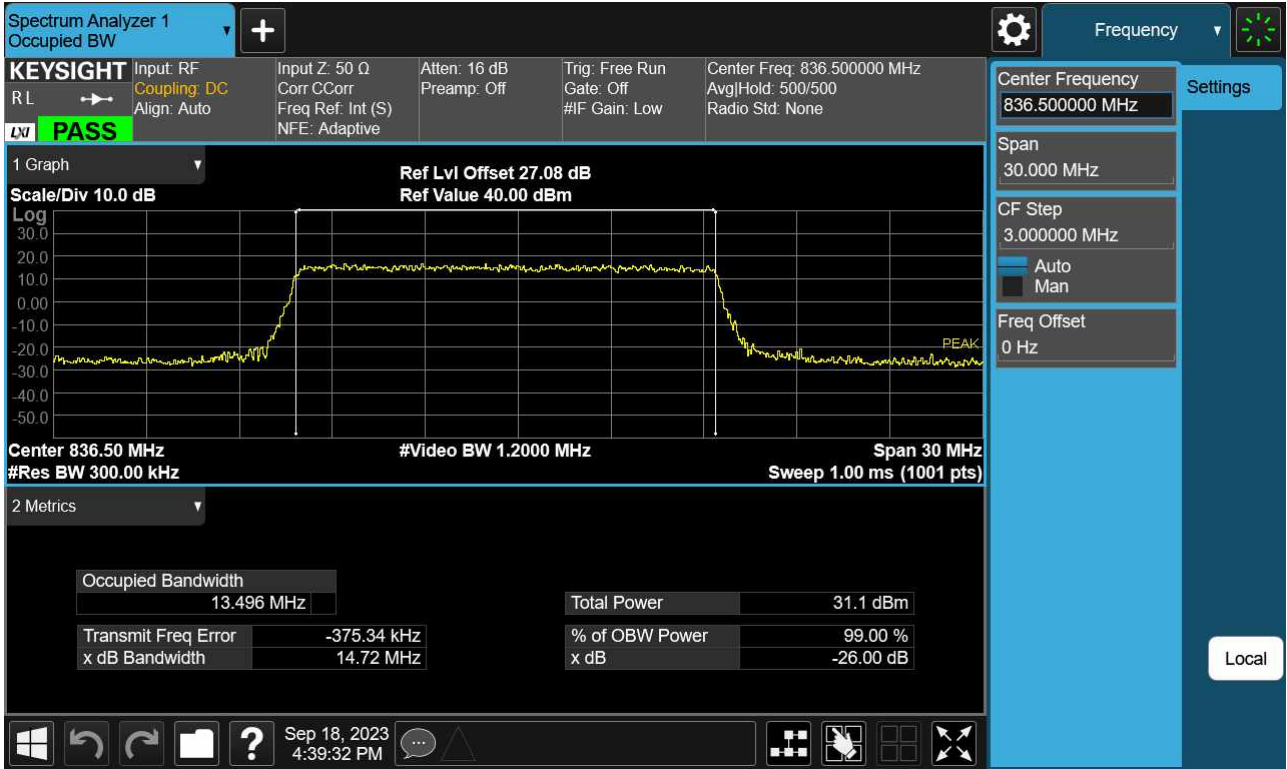 Spectrum Analyzer 1
Occupied BW
Frequency
KEYSIGHT
RL
LXI
PASS
Input: RF
Coupling: DC
Align: Auto
Input Z: 50 Ω
Corr CCorr
Freq Ref: Int (S)
NFE: Adaptive
Atten: 16 dB
Preamp: Off
Trig: Free Run
Gate: Off
#IF Gain: Low
Center Freq: 836.500000 MHz
Avg|Hold: 500/500
Radio Std: None
Center Frequency
836.500000 MHz
Settings
Span
30.000 MHz
CF Step
3.000000 MHz
Auto
Man
Freq Offset
0 Hz
Local
1 Graph
Scale/Div 10.0 dB
Ref Lvl Offset 27.08 dB
Ref Value 40.00 dBm
Log
30.0
20.0
10.0
0.00
-10.0
-20.0
-30.0
-40.0
-50.0
PEAK
Center 836.50 MHz
#Video BW 1.2000 MHz
Span 30 MHz
#Res BW 300.00 kHz
Sweep 1.00 ms (1001 pts)
2 Metrics
Occupied Bandwidth
13.496 MHz
Total Power 31.1 dBm
Transmit Freq Error -375.34 kHz
% of OBW Power 99.00 %
x dB Bandwidth 14.72 MHz
x dB -26.00 dB
?
Sep 18, 2023
4:39:32 PM